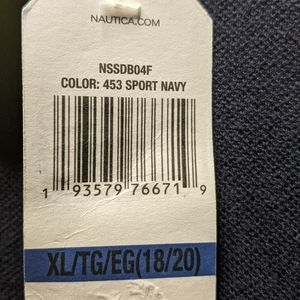 NAUTICA.COM
NSSDB04F
COLOR: 453 SPORT NAVY
1 93579 76671 9
XL/TG/EG(18/20)